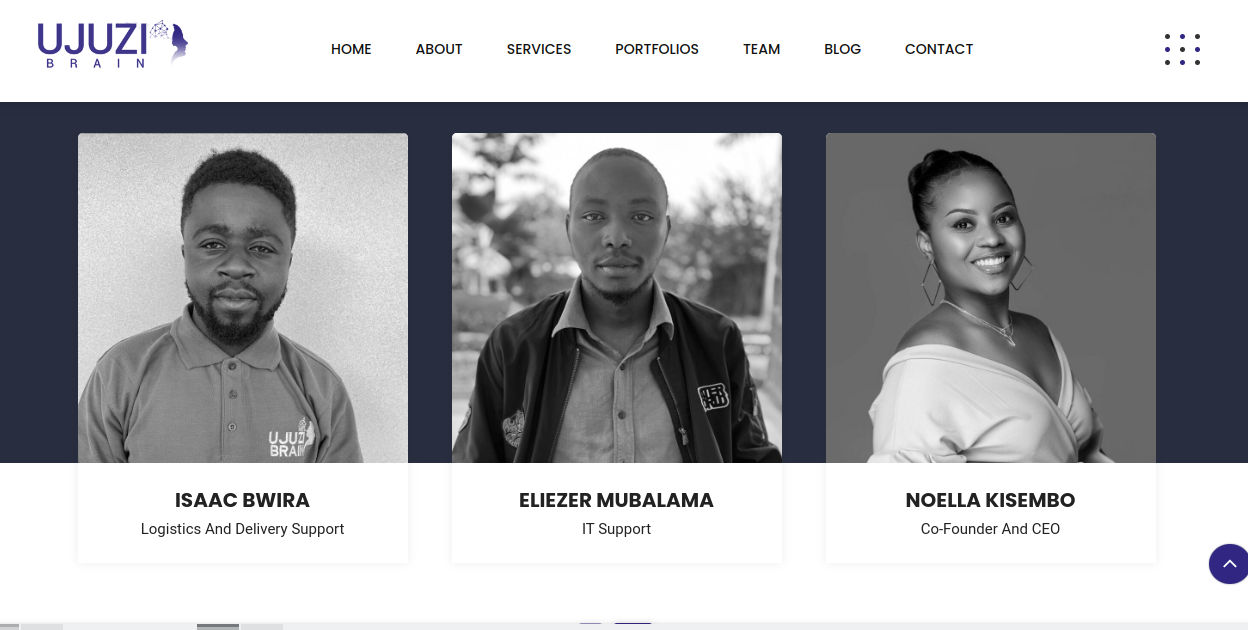 UJUZI
BRAIN
HOME ABOUT SERVICES PORTFOLIOS TEAM BLOG CONTACT
UJUZI
BRAIN
ISAAC BWIRA
Logistics And Delivery Support
ELIEZER MUBALAMA
IT Support
NOELLA KISEMBO
Co-Founder And CEO